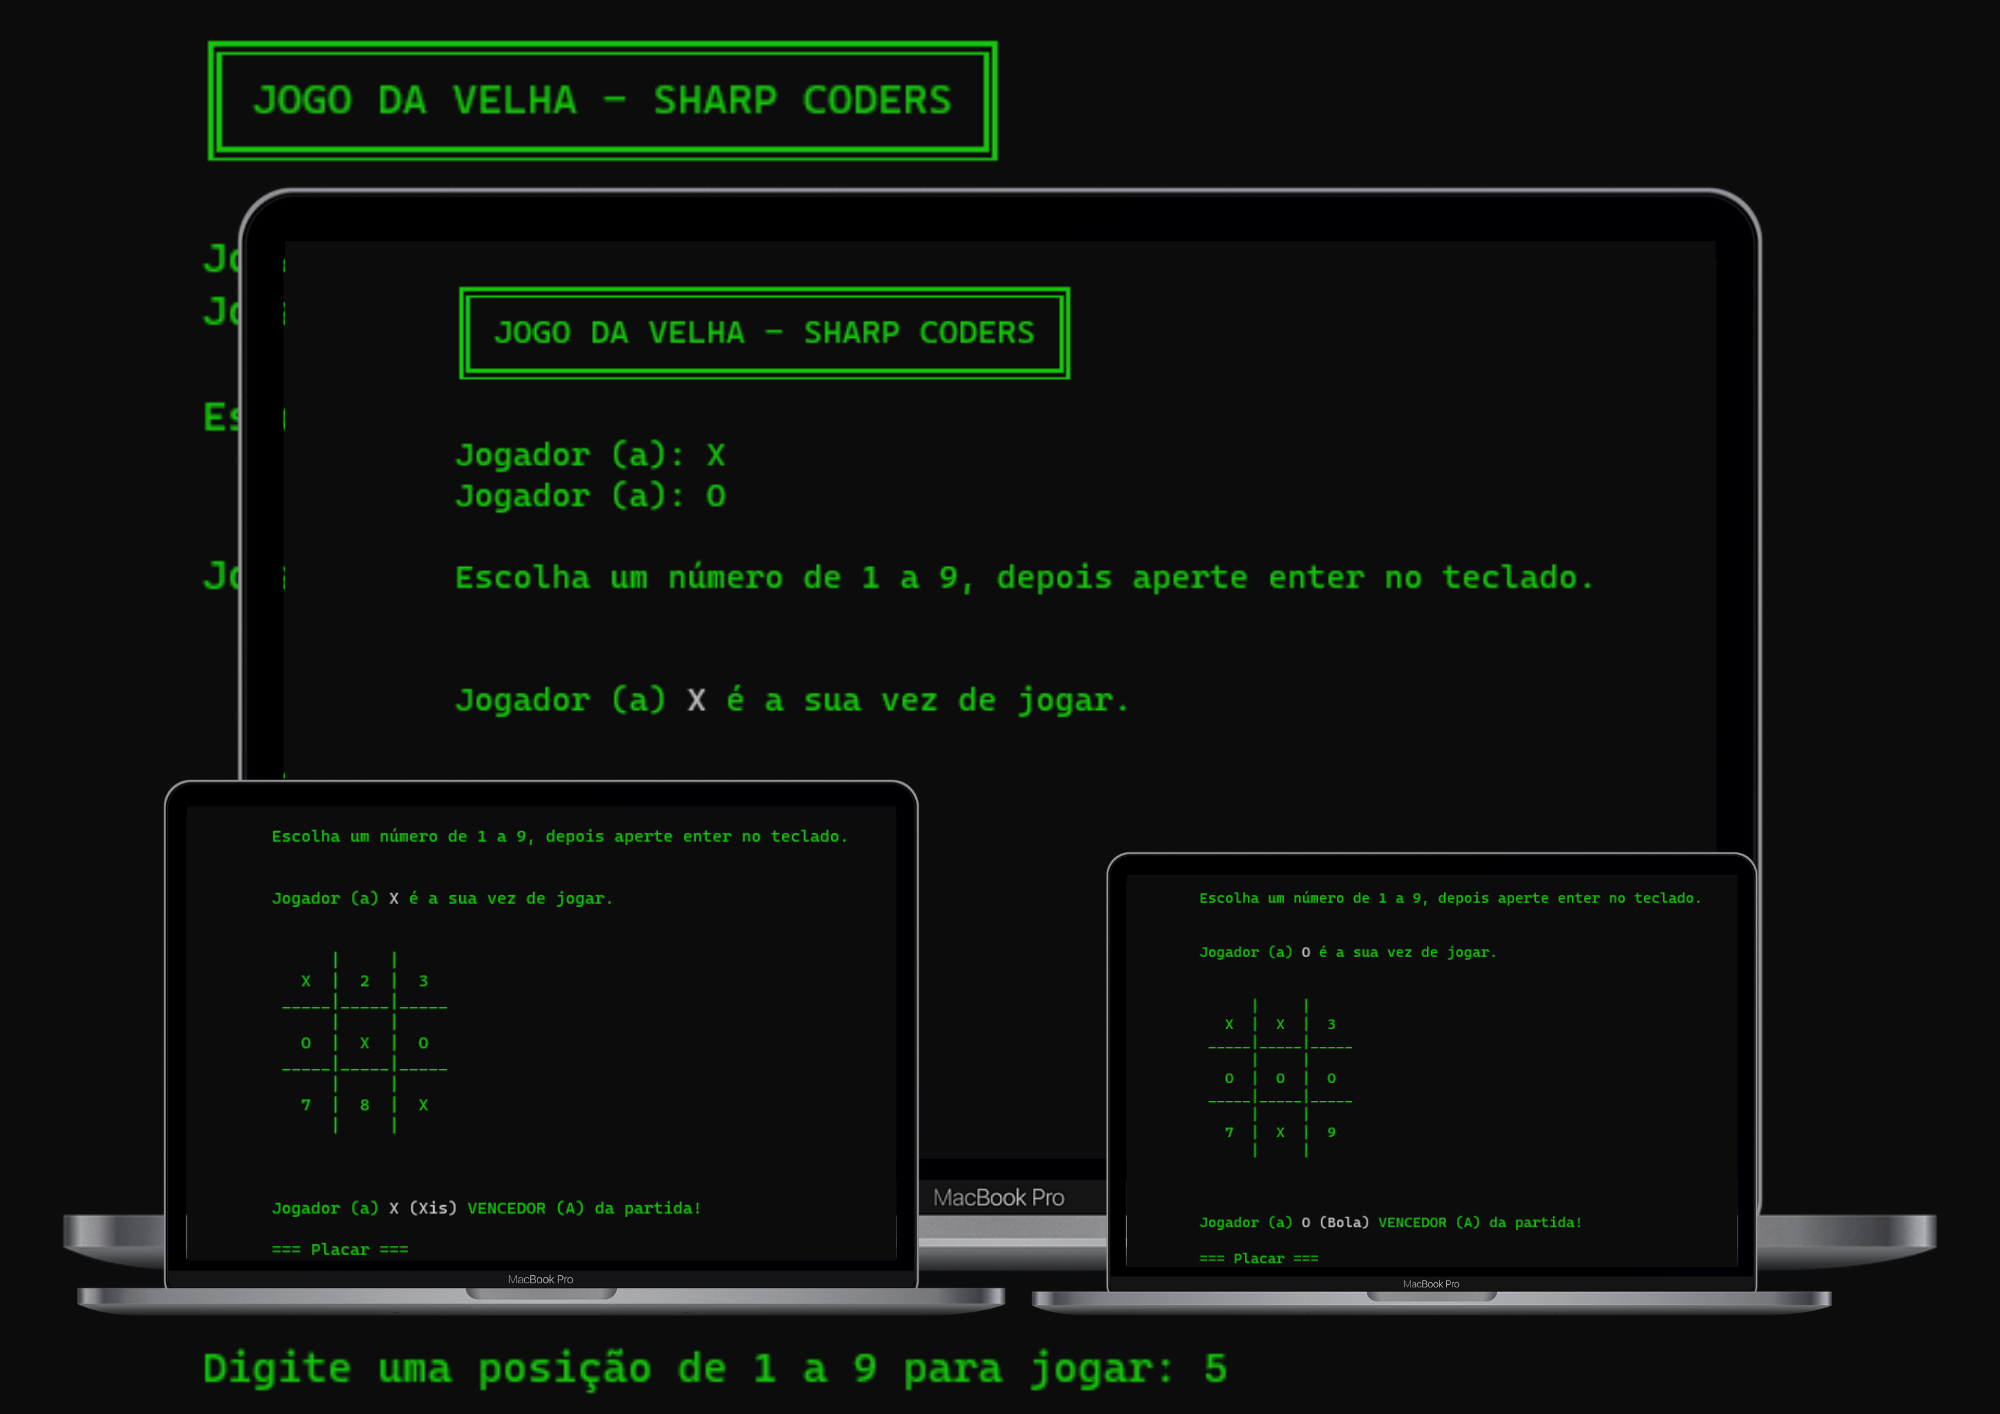 JOGO DA VELHA - SHARP CODERS
JOGO DA VELHA - SHARP CODERS
Jogador (a): X
Jogador (a): O
Escolha um número de 1 a 9, depois aperte enter no teclado.
Jogador (a) X é a sua vez de jogar.
MacBook Pro
Escolha um número de 1 a 9, depois aperte enter no teclado.
Jogador (a) X é a sua vez de jogar.
X | 2 | 3
O | X | O
7 | 8 | X
Jogador (a) X (Xis) VENCEDOR (A) da partida!
=== Placar ===
MacBook Pro
Escolha um número de 1 a 9, depois aperte enter no teclado.
Jogador (a) O é a sua vez de jogar.
X | X | 3
O | O | O
7 | X | 9
Jogador (a) O (Bola) VENCEDOR (A) da partida!
=== Placar ===
MacBook Pro
Digite uma posição de 1 a 9 para jogar: 5